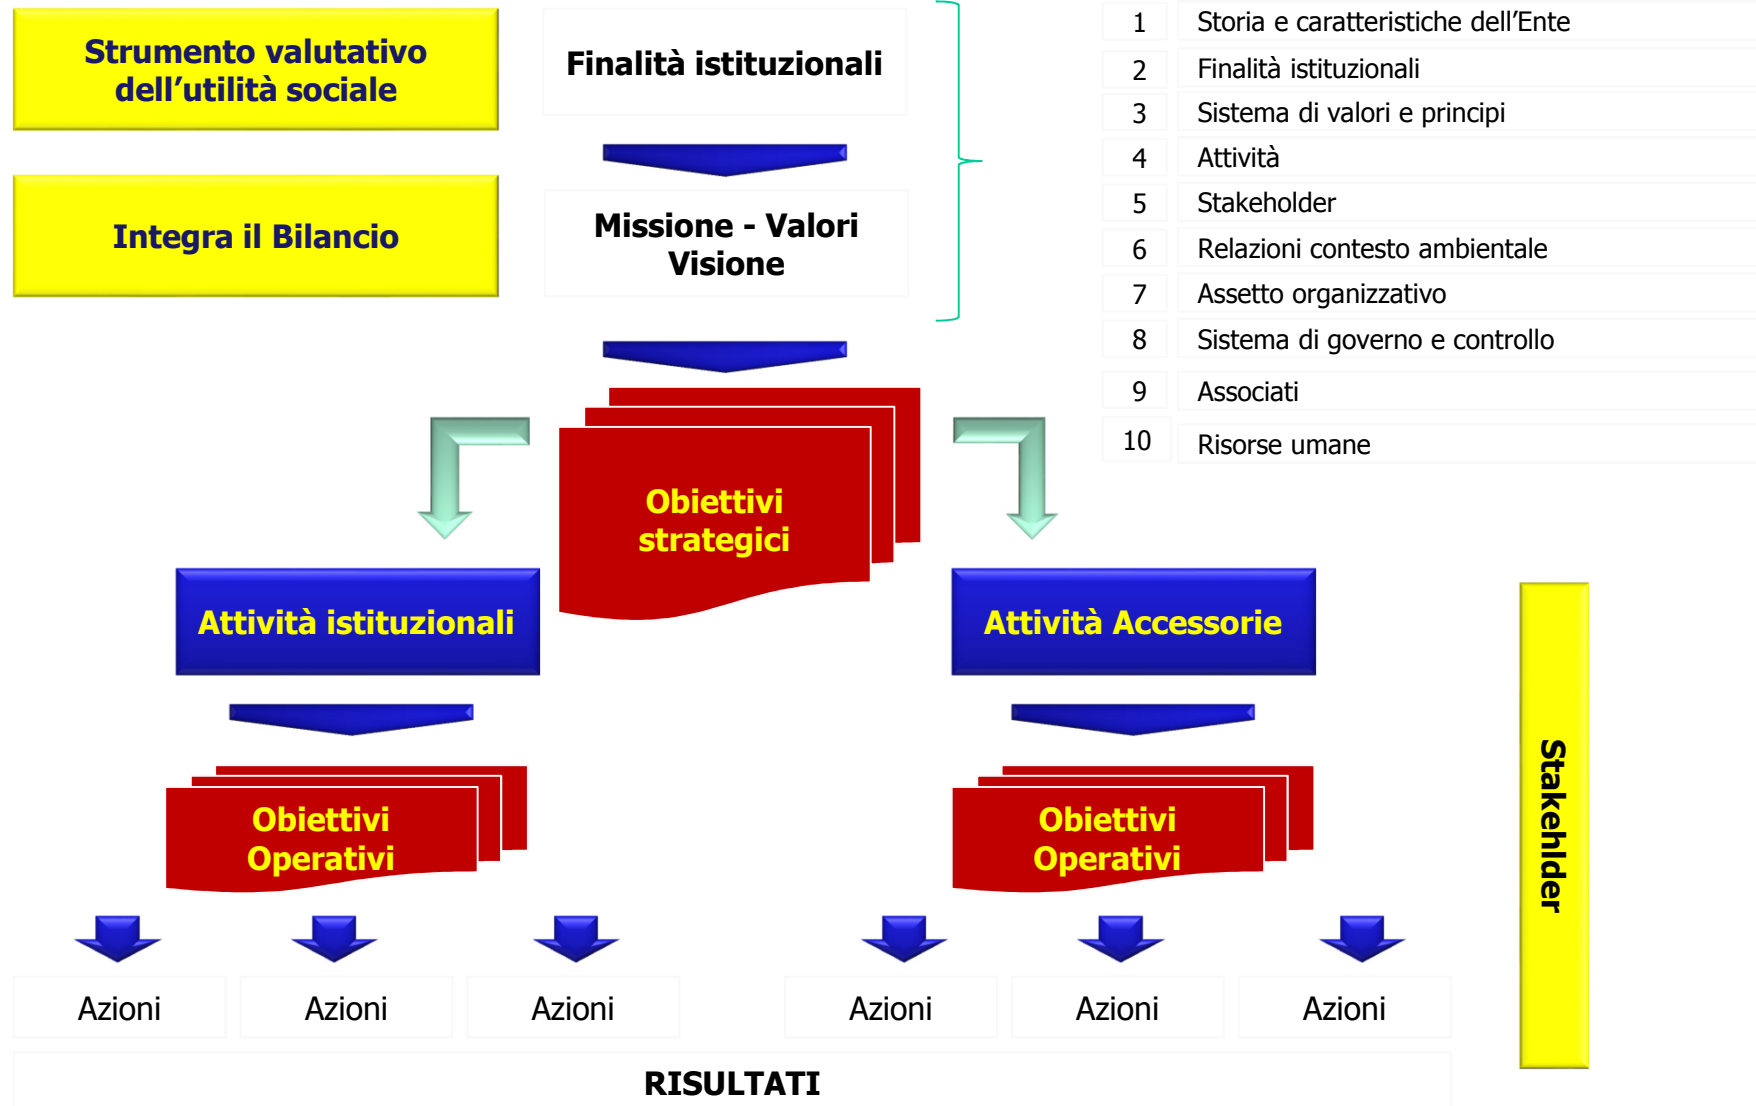 Strumento valutativo
dell’utilità sociale
Integra il Bilancio
Finalità istituzionali
Missione - Valori
Visione
1 Storia e caratteristiche dell’Ente
2 Finalità istituzionali
3 Sistema di valori e principi
4 Attività
5 Stakeholder
6 Relazioni contesto ambientale
7 Assetto organizzativo
8 Sistema di governo e controllo
9 Associati
10 Risorse umane
Obiettivi
strategici
Attività istituzionali
Attività Accessorie
Obiettivi
Operativi
Obiettivi
Operativi
Stakehlder
Azioni
Azioni
Azioni
Azioni
Azioni
Azioni
RISULTATI